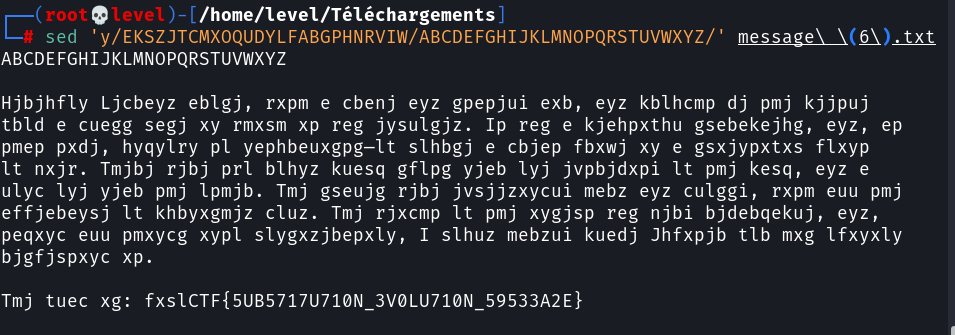 ┌──(root💀level)-[/home/level/Téléchargements]
└─# sed 'y/EKSZJTCMXOQUDYLFABGPHNRVIW/ABCDEFGHIJKLMNOPQRSTUVWXYZ/' message\ \(6\).txt
ABCDEFGHIJKLMNOPQRSTUVWXYZ

Hjbjhfly Ljcbeyz eblgj, rxpm e cbenj eyz gpepjui exb, eyz kblhcmp dj pmj kjjpuj
tbld e cuegg segj xy rmxsm xp reg jysulgjz. Ip reg e kjehpxthu gsebekejhg, eyz, ep
pmep pxdj, hyqylry pl yephbeuxgpg—lt slhbgj e cbjep fbxwj xy e gsxjypxtxs flxyp
lt nxjr. Tmjbj rjbj prl blhyz kuesq gflpg yjeb lyj jvpbjdxpi lt pmj kesq, eyz e
ulyc lyj yjeb pmj lpmjb. Tmj gseujg rjbj jvsjjzxycui mebz eyz culggi, rxpm euu pmj
effjebeysj lt khbyxgmjz cluz. Tmj rjxcmp lt pmj xygjsp reg njbi bjdebqekuj, eyz,
peqxyc euu pmxycg xypl slygxzjbepxly, I slhuz mebzui kuedj Jhfxpjb tlb mxg lfxyxly
bjgfjspxyc xp.

Tmj tuec xg: fxslCTF{5UB5717U710N_3V0LU710N_59533A2E}